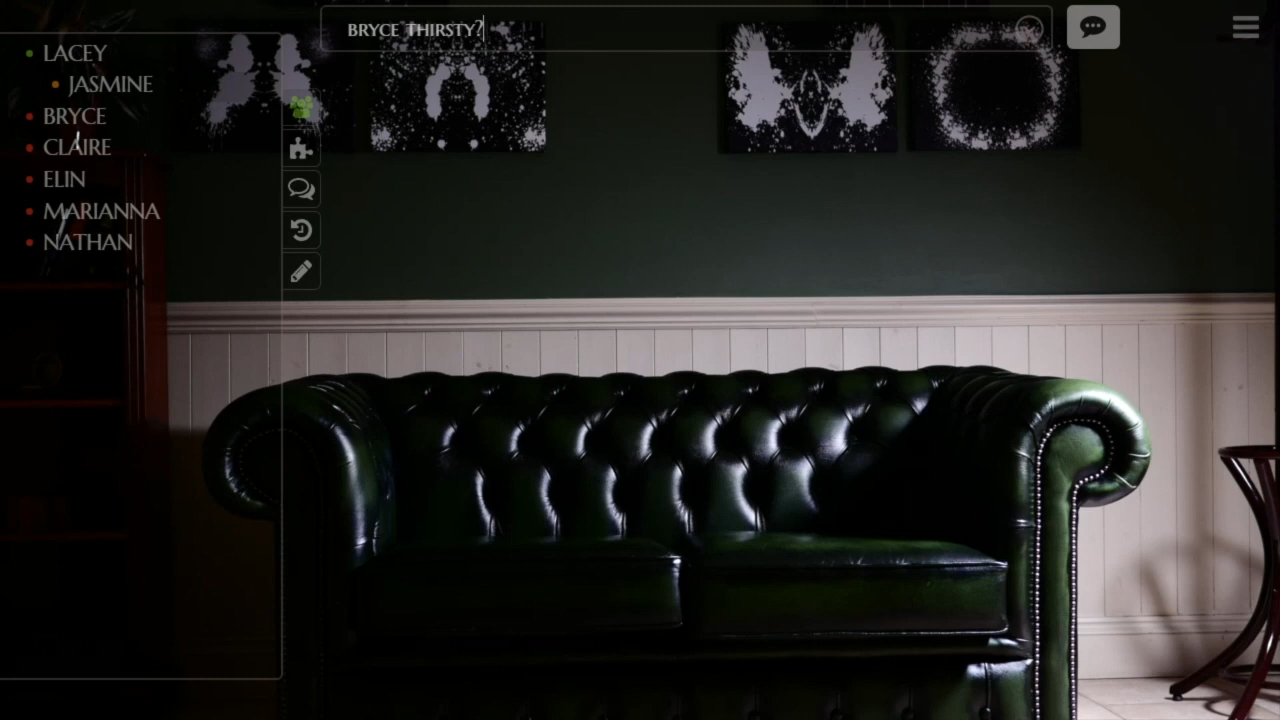 BRYCE THIRSTY?
LACEY
JASMINE
BRYCE
CLAIRE
ELIN
MARIANNA
NATHAN